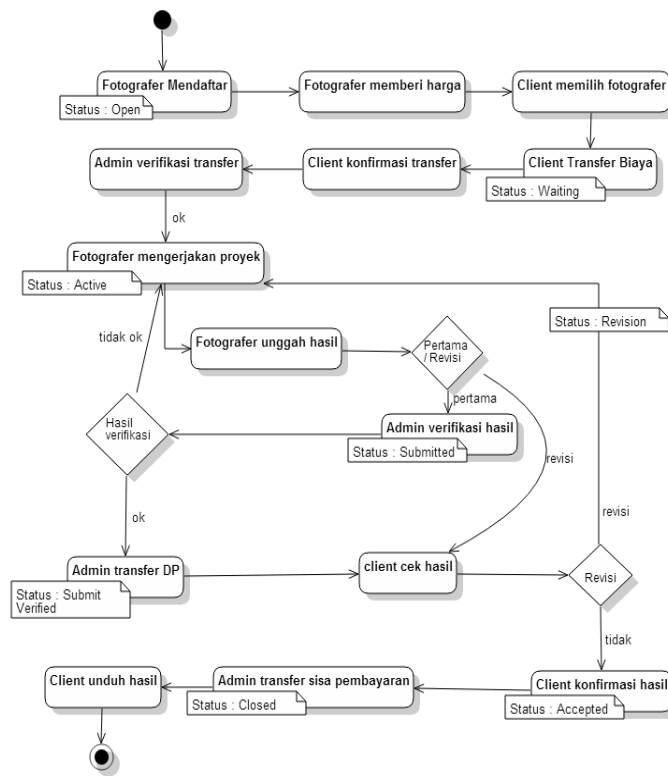 Fotografer Mendaftar
Status : Open
Fotografer memberi harga
Client memilih fotografer
Admin verifikasi transfer
Client konfirmasi transfer
Client Transfer Biaya
Status : Waiting
ok
Fotografer mengerjakan proyek
Status : Active
Status : Revision
tidak ok
Fotografer unggah hasil
Pertama
/ Revisi
pertama
Hasil
verifikasi
Admin verifikasi hasil
Status : Submitted
revisi
revisi
ok
Admin transfer DP
Status : Submit
Verified
client cek hasil
Revisi
tidak
Client unduh hasil
Admin transfer sisa pembayaran
Status : Closed
Client konfirmasi hasil
Status : Accepted